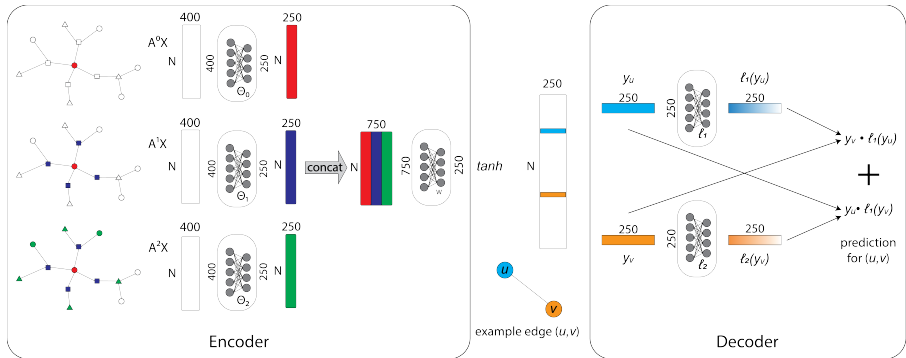 400
250
A⁰X
N
400
Θ₀
250
N
400
250
A¹X
N
400
Θ₁
250
N
400
250
A²X
N
400
Θ₂
250
N
concat
750
N
750
w
250
tanh
250
N
u
v
example edge (u,v)
Encoder
yᵤ
250
250
ℓ₁
ℓ₁(yᵤ)
250
250
yᵥ
250
ℓ₂
250
ℓ₂(yᵥ)
yᵥ • ℓ₁(yᵤ)
+
yᵤ • ℓ₁(yᵥ)
prediction
for (u,v)
Decoder